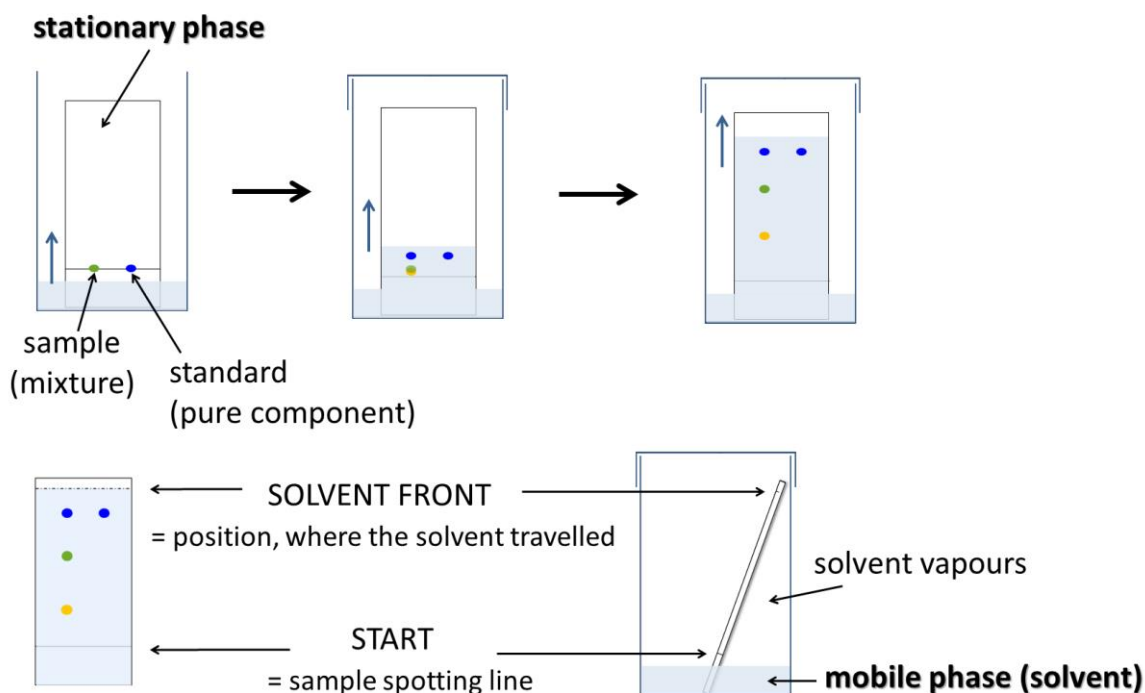 stationary phase
sample
(mixture)
standard
(pure component)
SOLVENT FRONT
= position, where the solvent travelled
solvent vapours
START
= sample spotting line
mobile phase (solvent)